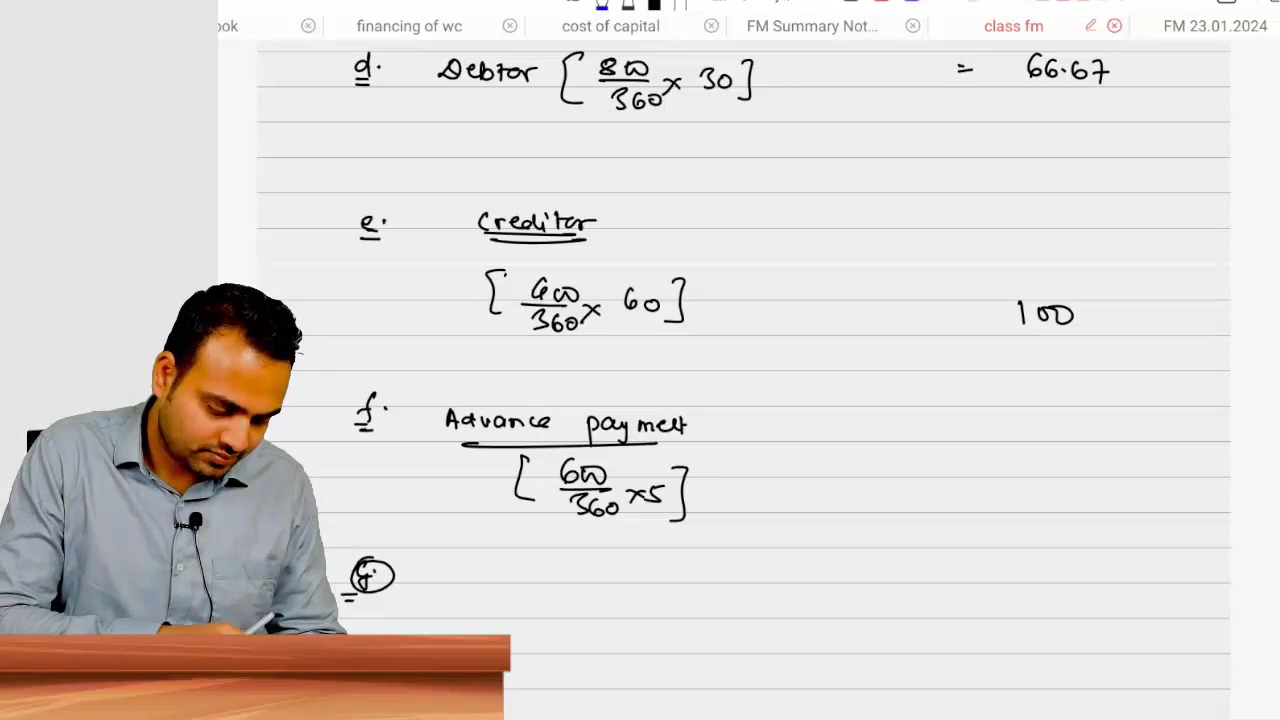 ook financing of wc cost of capital FM Summary Not... class fm FM 23.01.2024
d. Debtor [ 800/360 × 30 ] = 66.67
e. Creditor
[ 600/360 × 60 ] 100
f. Advance payment
[ 600/360 × 5 ]
g.